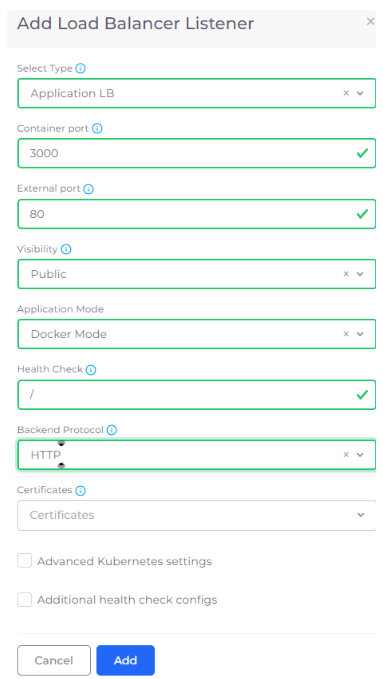 Add Load Balancer Listener
Select Type
Application LB
Container port
3000
External port
80
Visibility
Public
Application Mode
Docker Mode
Health Check
/
Backend Protocol
HTTP
Certificates
Certificates
Advanced Kubernetes settings
Additional health check configs
Cancel
Add